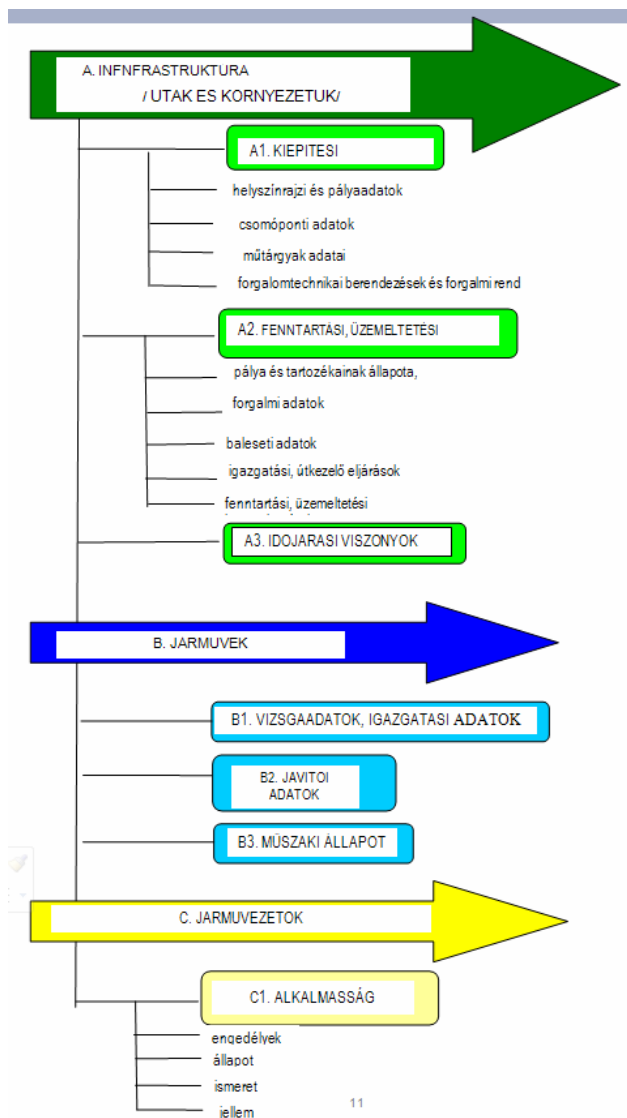 A. INFNFRASTRUKTURA
/ UTAK ES KORNYEZETUK/
A1. KIEPITESI
helyszínrajzi és pályaadatok
csomóponti adatok
műtárgyak adatai
forgalomtechnikai berendezések és forgalmi rend
A2. FENNTARTÁSI, ÜZEMELTETÉSI
pálya és tartozékainak állapota,
forgalmi adatok
baleseti adatok
igazgatási, útkezelő eljárások
fenntartási, üzemeltetési
A3. IDOJARASI VISZONYOK
B. JARMUVEK
B1. VIZSGAADATOK, IGAZGATASI ADATOK
B2. JAVITOI
ADATOK
B3. MŰSZAKI ÁLLAPOT
C. JARMUVEZETOK
C1. ALKALMASSÁG
engedélyek
állapot
ismeret
jellem
11